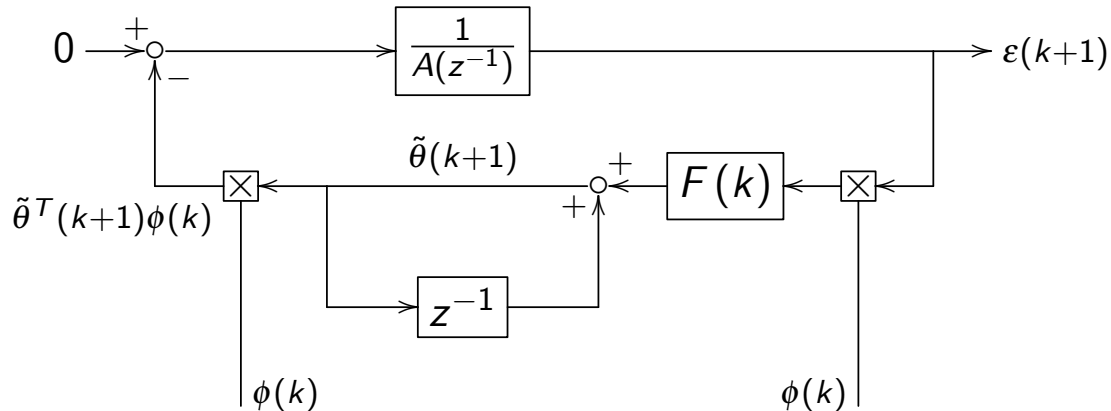 0
+
−
1
A(z⁻¹)
ε(k+1)
θ̃(k+1)
+
+
F(k)
×
×
θ̃ᵀ(k+1)ϕ(k)
z⁻¹
ϕ(k)
ϕ(k)